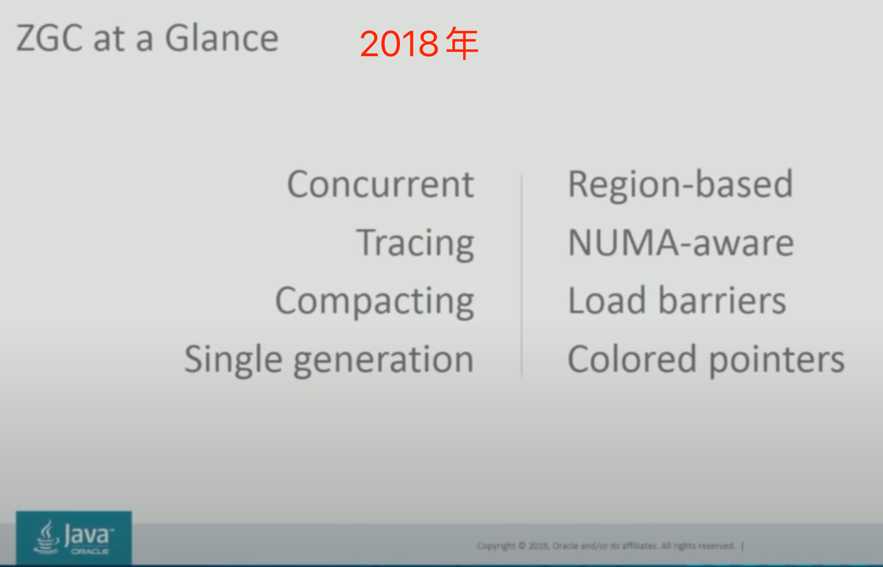 ZGC at a Glance
2018年
Concurrent
Tracing
Compacting
Single generation
Region-based
NUMA-aware
Load barriers
Colored pointers
Java™
ORACLE
Copyright © 2018, Oracle and/or its affiliates. All rights reserved. |